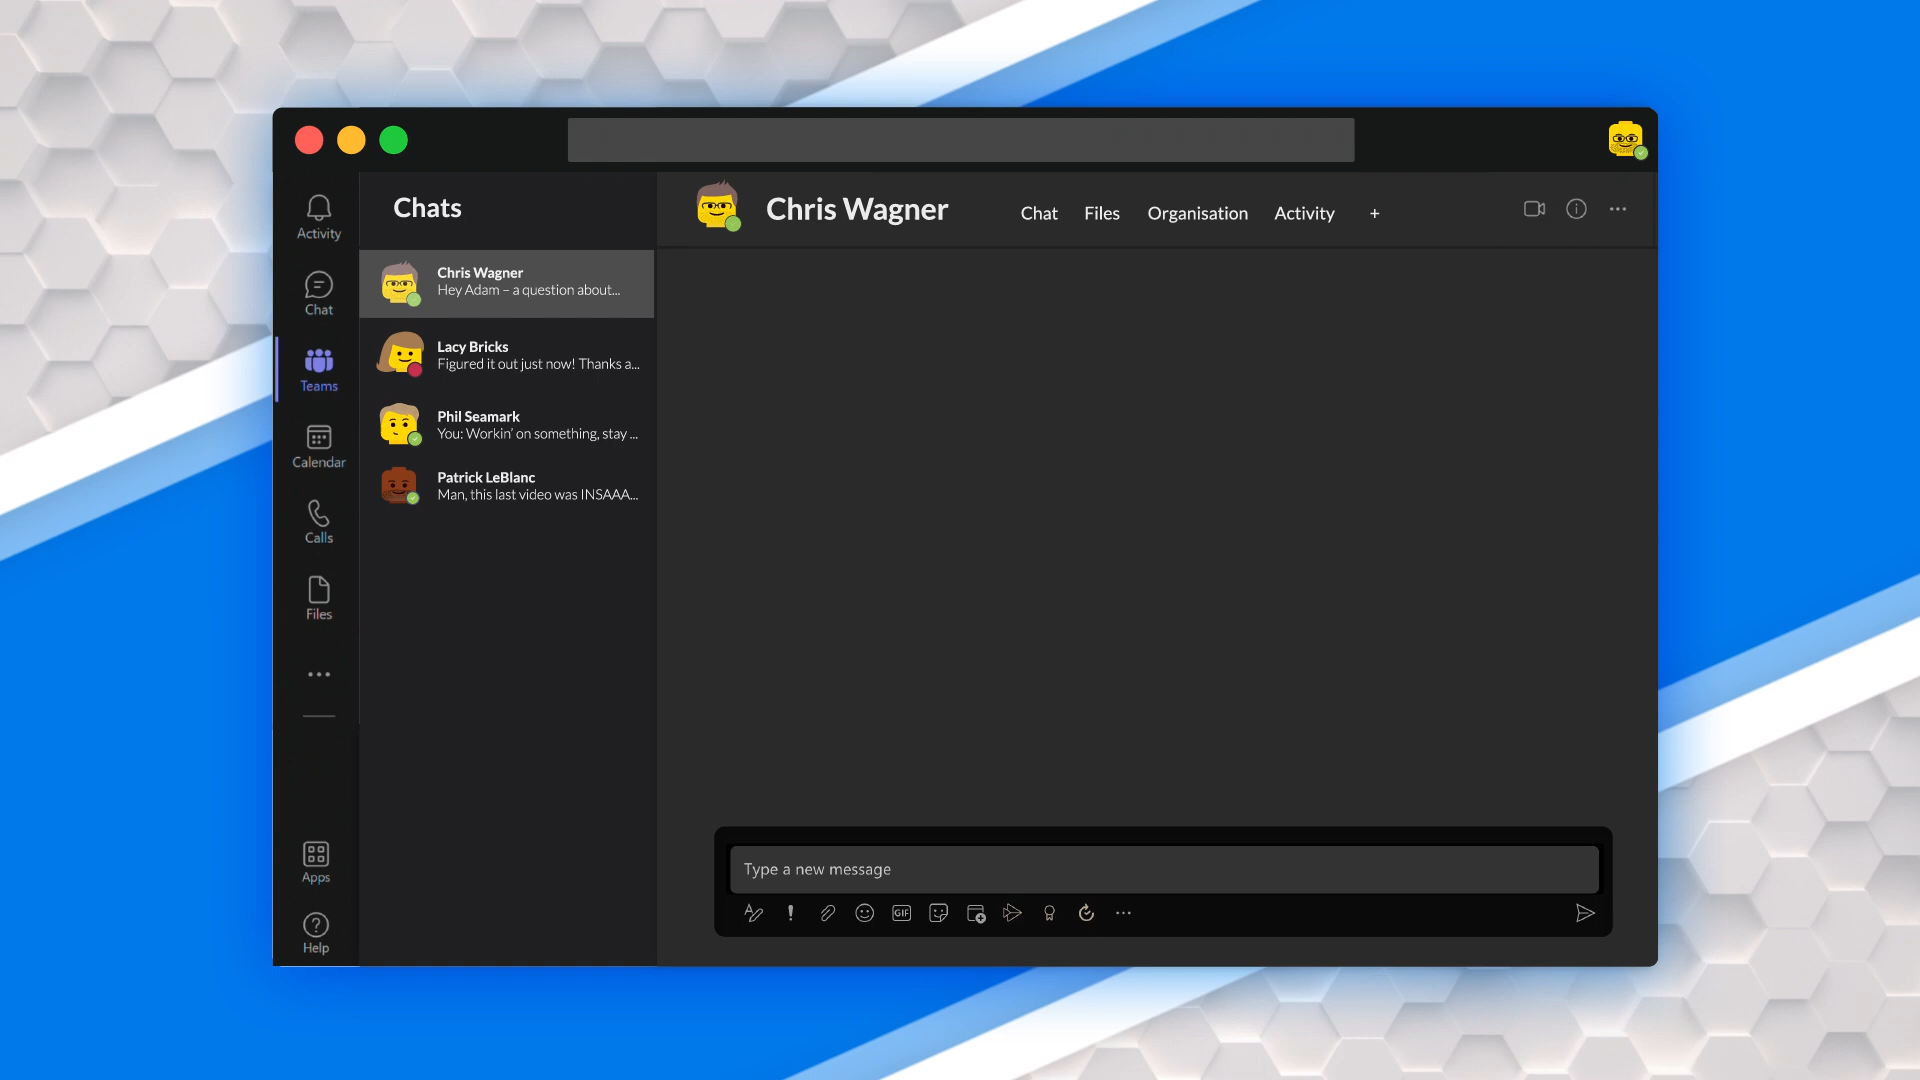 Activity
Chat
Teams
Calendar
Calls
Files
Apps
Help
Chats
Chris Wagner
Hey Adam – a question about...
Lacy Bricks
Figured it out just now! Thanks a...
Phil Seamark
You: Workin' on something, stay ...
Patrick LeBlanc
Man, this last video was INSAAA...
Chris Wagner
Chat Files Organisation Activity +
Type a new message
GIF